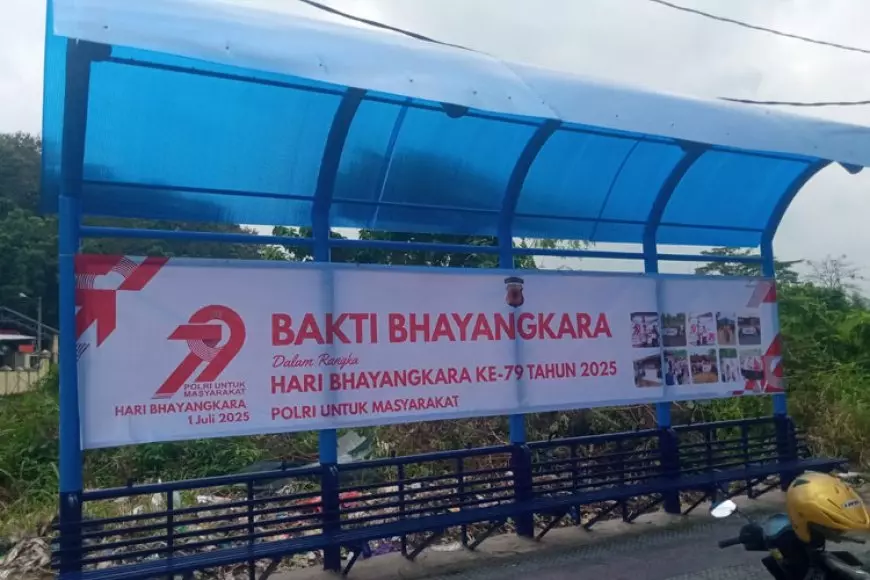 79
POLRI UNTUK
MASYARAKAT
HARI BHAYANGKARA
1 Juli 2025
BAKTI BHAYANGKARA
Dalam Rangka
HARI BHAYANGKARA KE-79 TAHUN 2025
POLRI UNTUK MASYARAKAT